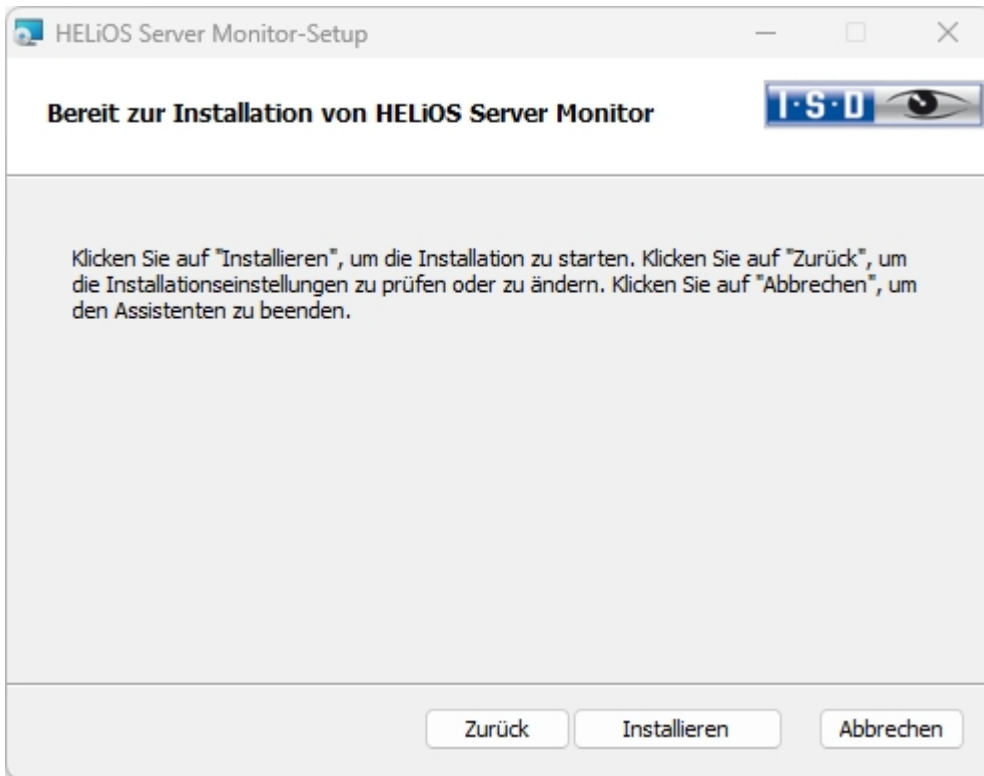 HELiOS Server Monitor-Setup
Bereit zur Installation von HELiOS Server Monitor
I·S·D
Klicken Sie auf "Installieren", um die Installation zu starten. Klicken Sie auf "Zurück", um
die Installationseinstellungen zu prüfen oder zu ändern. Klicken Sie auf "Abbrechen", um
den Assistenten zu beenden.
Zurück
Installieren
Abbrechen